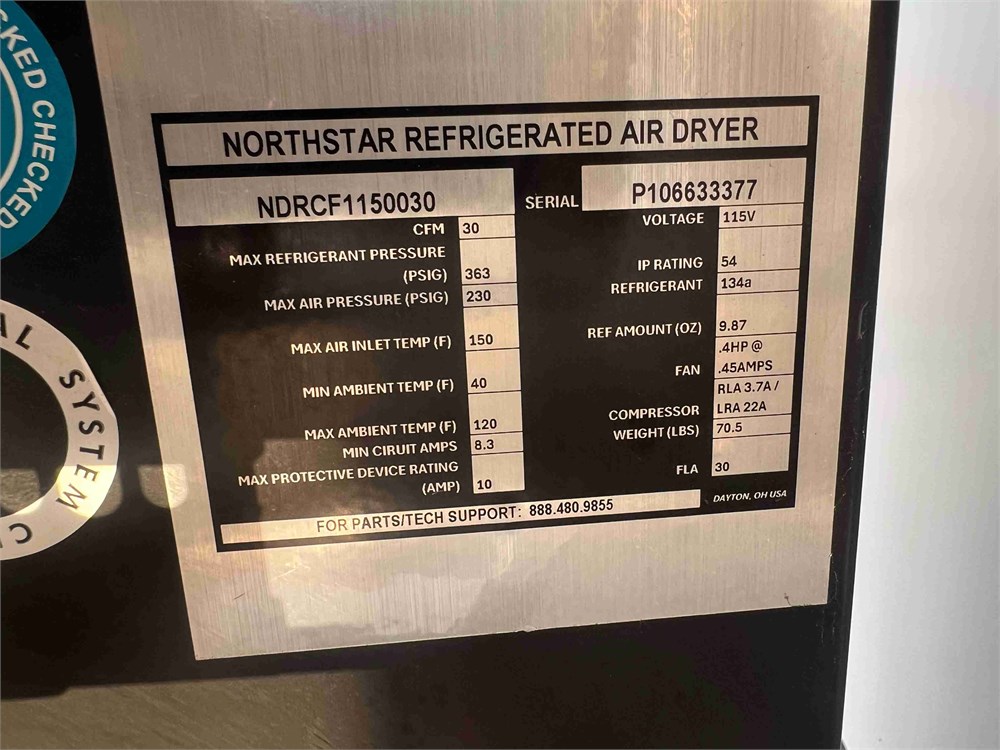 CKED CHECKED
AL SYSTEM
NORTHSTAR REFRIGERATED AIR DRYER
NDRCF1150030
SERIAL P106633377
CFM 30
MAX REFRIGERANT PRESSURE
(PSIG) 363
MAX AIR PRESSURE (PSIG) 230
MAX AIR INLET TEMP (F) 150
MIN AMBIENT TEMP (F) 40
MAX AMBIENT TEMP (F) 120
MIN CIRUIT AMPS 8.3
MAX PROTECTIVE DEVICE RATING
(AMP) 10
VOLTAGE 115V
IP RATING 54
REFRIGERANT 134a
REF AMOUNT (OZ) 9.87
.4HP @
FAN .45AMPS
RLA 3.7A /
COMPRESSOR LRA 22A
WEIGHT (LBS) 70.5
FLA 30
DAYTON, OH USA
FOR PARTS/TECH SUPPORT: 888.480.9855